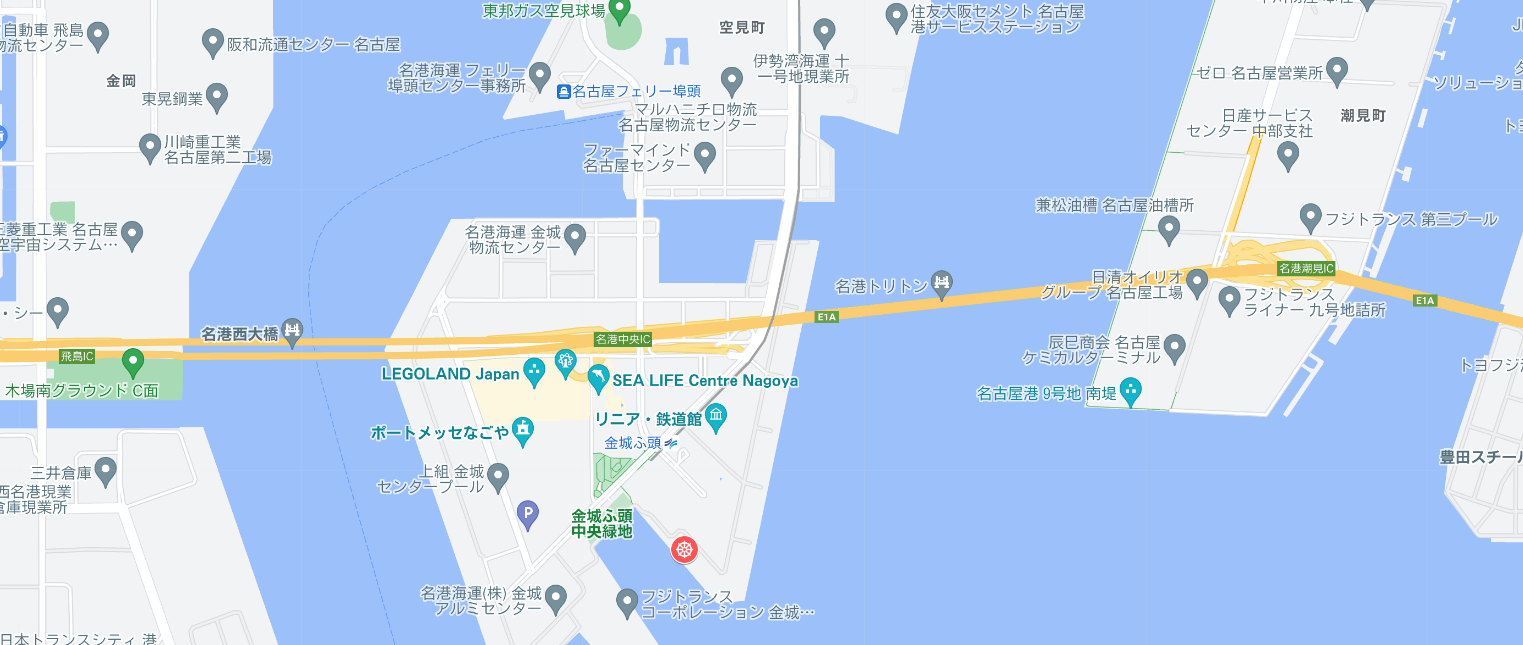 東邦ガス空見球場
空見町
住友大阪セメント 名古屋
港サービスステーション
自動車 飛島
物流センター
阪和流通センター 名古屋
金岡
名港海運 フェリー
埠頭センター事務所
名古屋フェリー埠頭
伊勢湾海運 十
一号地現業所
マルハニチロ物流
名古屋物流センター
ゼロ 名古屋営業所
ソリューショ
東晃鋼業
日産サービス
センター 中部支社
潮見町
川崎重工業
名古屋第二工場
ファーマインド
名古屋センター
兼松油槽 名古屋油槽所
フジトランス 第三プール
三菱重工業 名古屋
空宇宙システム…
名港海運 金城
物流センター
名港トリトン
日清オイリオ
グループ 名古屋工場
名港潮見IC
フジトランス
ライナー 九号地詰所
E1A
・シー
名港西大橋
E1A
名港中央IC
飛島IC
辰巳商会 名古屋
ケミカルターミナル
トヨフジ
LEGOLAND Japan
SEA LIFE Centre Nagoya
木場南グラウンド C面
名古屋港 9号地 南堤
リニア・鉄道館
ポートメッセなごや
金城ふ頭
三井倉庫
西名港現業
倉庫現業所
上組 金城
センタープール
豊田スチール
P
金城ふ頭
中央緑地
名港海運(株) 金城
アルミセンター
フジトランス
コーポレーション 金城…
日本トランスシティ 港